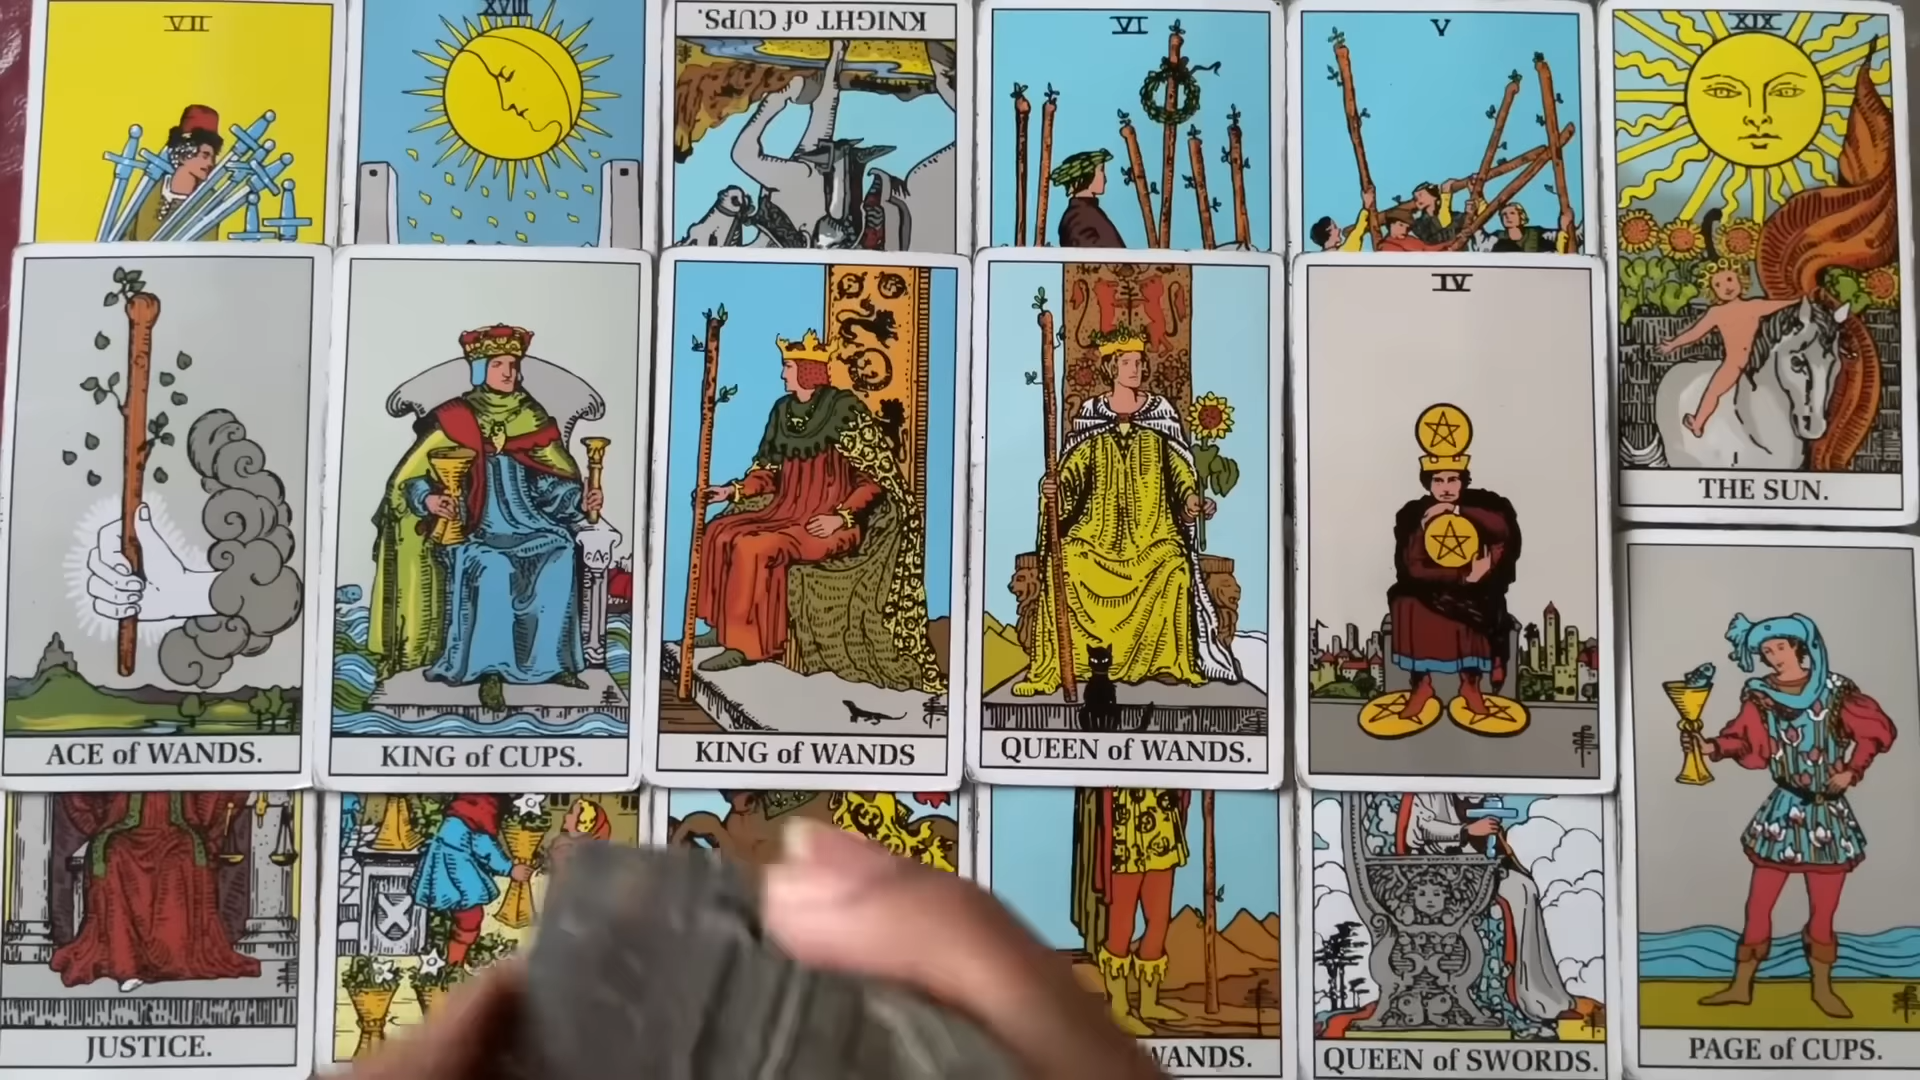 VII
XVIII
KNIGHT of CUPS.
VI
V
XIX
THE SUN.
ACE of WANDS.
KING of CUPS.
KING of WANDS
QUEEN of WANDS.
IV
JUSTICE.
WANDS.
QUEEN of SWORDS.
PAGE of CUPS.